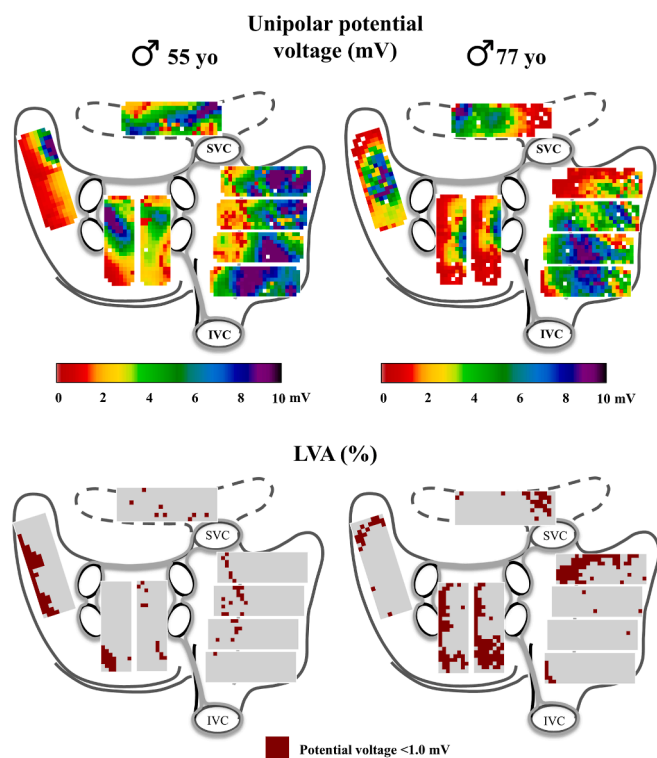 Unipolar potential
voltage (mV)
♂ 55 yo
♂ 77 yo
SVC
SVC
IVC
IVC
0 2 4 6 8 10 mV
0 2 4 6 8 10 mV
LVA (%)
SVC
SVC
IVC
IVC
Potential voltage <1.0 mV